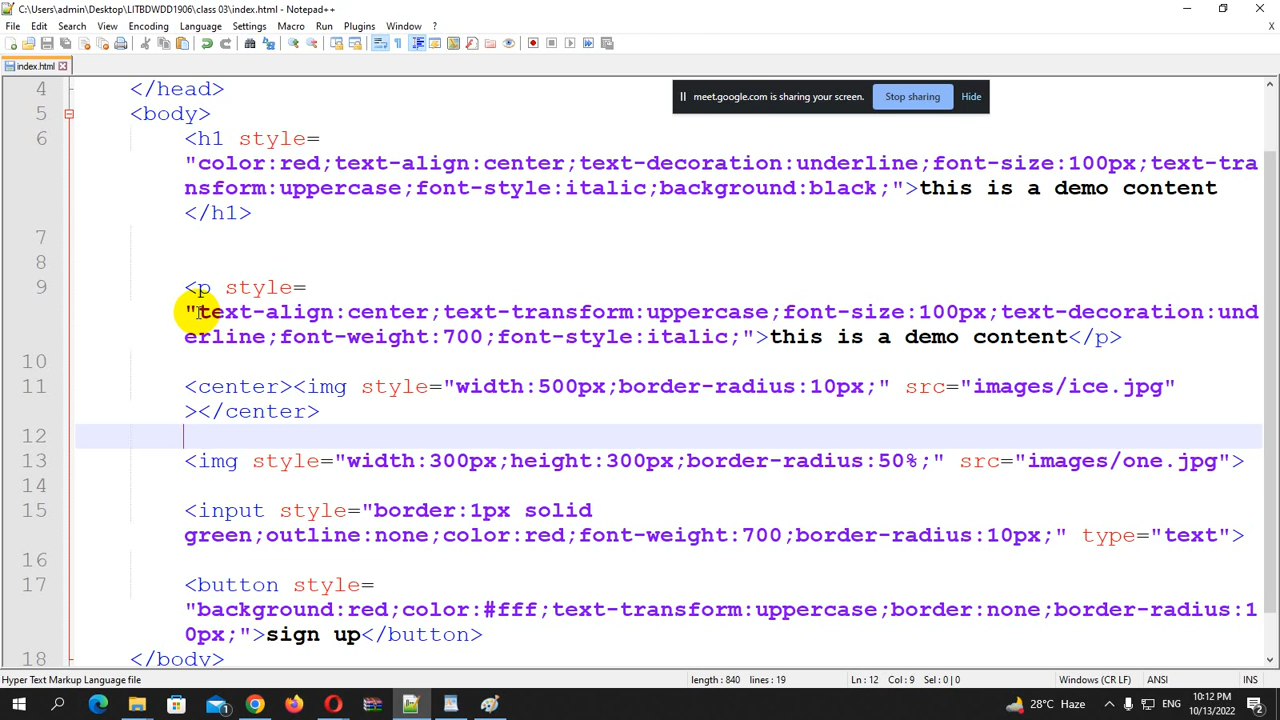 C:\Users\admin\Desktop\LITBDWDD1906\class 03\index.html - Notepad++
File Edit Search View Encoding Language Settings Macro Run Plugins Window ?
X
index.html
meet.google.com is sharing your screen. Stop sharing Hide
4 </head>
5 <body>
6 <h1 style=
"color:red;text-align:center;text-decoration:underline;font-size:100px;text-tra
nsform:uppercase;font-style:italic;background:black;">this is a demo content
</h1>
7
8
9 <p style=
"text-align:center;text-transform:uppercase;font-size:100px;text-decoration:und
erline;font-weight:700;font-style:italic;">this is a demo content</p>
10
11 <center><img style="width:500px;border-radius:10px;" src="images/ice.jpg"
></center>
12
13 <img style="width:300px;height:300px;border-radius:50%;" src="images/one.jpg">
14
15 <input style="border:1px solid
green;outline:none;color:red;font-weight:700;border-radius:10px;" type="text">
16
17 <button style=
"background:red;color:#fff;text-transform:uppercase;border:none;border-radius:1
0px;">sign up</button>
18 </body>
Hyper Text Markup Language file length : 840 lines : 19 Ln : 12 Col : 9 Sel : 0 | 0 Windows (CR LF) ANSI INS
28°C Haze ENG 10:12 PM
10/13/2022
2